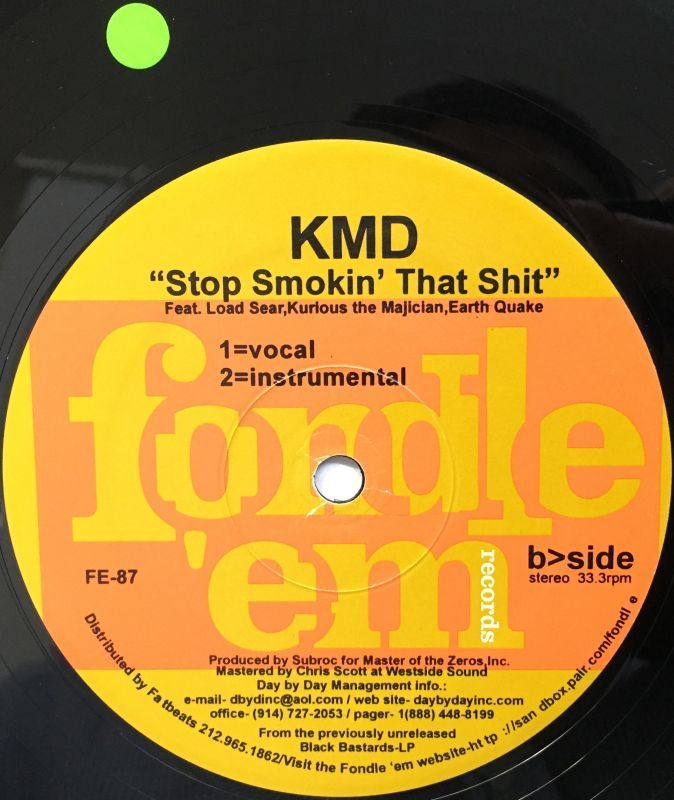 KMD
“Stop Smokin’ That Shit”
Feat. Load Sear,Kurious the Majician,Earth Quake
1=vocal
2=instrumental
fondle
'em
records
b>side
stereo 33.3rpm
FE-87
Produced by Subroc for Master of the Zeros,Inc.
Mastered by Chris Scott at Westside Sound
Day by Day Management info.:
e-mail- dbydinc@aol.com / web site- daybydayinc.com
office- (914) 727-2053 / pager- 1(888) 448-8199
From the previously unreleased
Black Bastards-LP
Distributed by Fatbeats 212.965.1862/Visit the Fondle 'em website-ht tp ://san dbox.pair.com/fondl e